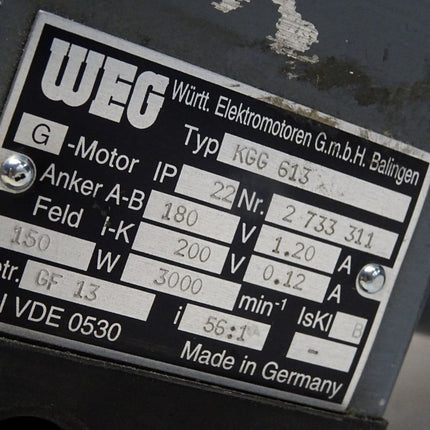 WEG Württ. Elektromotoren G.m.b.H. Balingen
G -Motor Typ KGG 613
IP 22 Nr. 2 733 311
Anker A-B 180 V 1.20 A
Feld I-K 200 V 0.12 A
150 W 3000 min-1 IsKl B
etr. GF 13 i 56:1 -
VDE 0530 Made in Germany